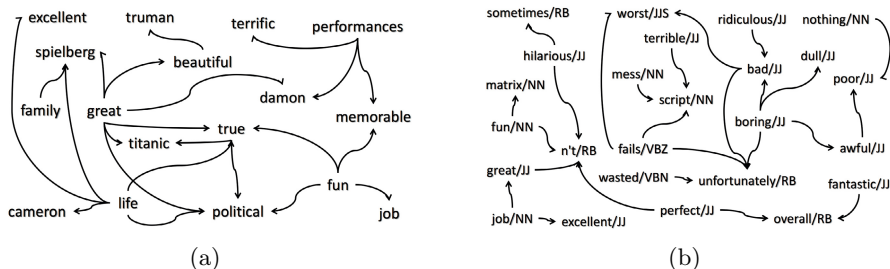 excellent
truman
terrific
performances
spielberg
beautiful
family
great
damon
memorable
titanic
true
cameron
life
political
fun
job
(a)
sometimes/RB
worst/JJS
ridiculous/JJ
nothing/NN
hilarious/JJ
terrible/JJ
dull/JJ
matrix/NN
mess/NN
bad/JJ
poor/JJ
script/NN
fun/NN
boring/JJ
n't/RB
fails/VBZ
awful/JJ
great/JJ
wasted/VBN
unfortunately/RB
fantastic/JJ
job/NN
excellent/JJ
perfect/JJ
overall/RB
(b)